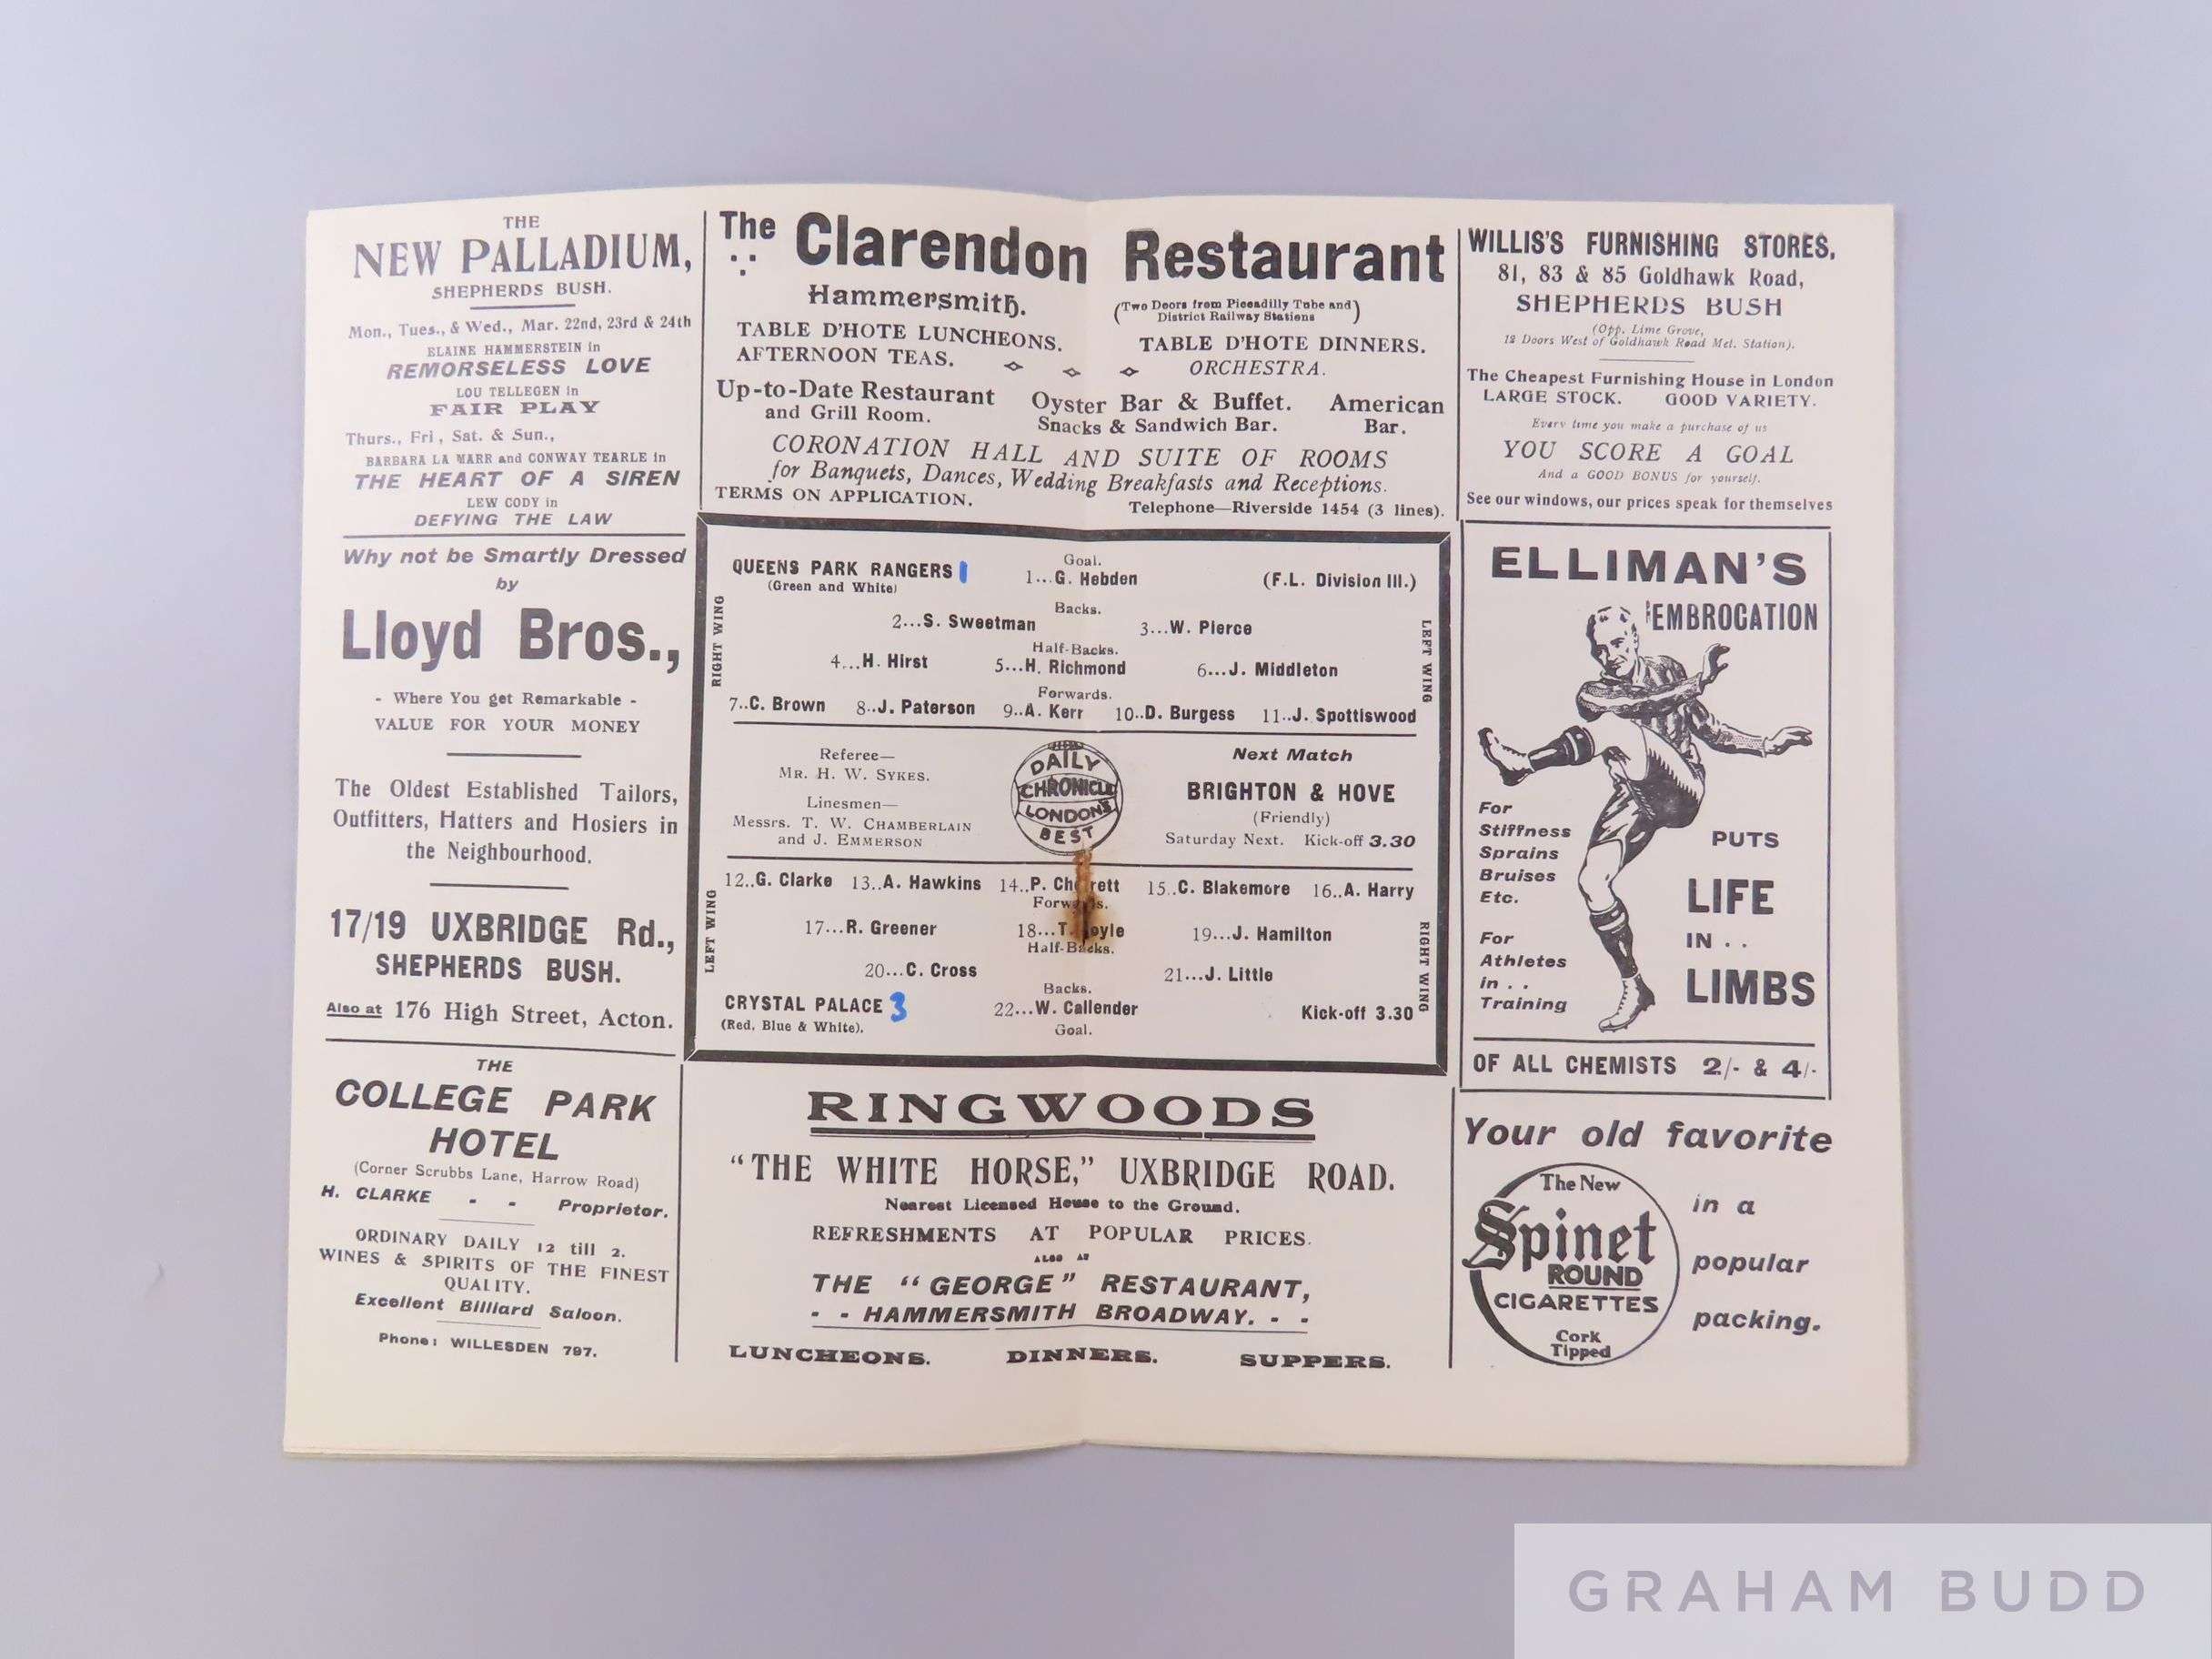 THE
NEW PALLADIUM,
SHEPHERDS BUSH.
Mon., Tues., & Wed., Mar. 22nd, 23rd & 24th
ELAINE HAMMERSTEIN in
REMORSELESS LOVE
LOU TELLEGEN in
FAIR PLAY
Thurs., Fri, Sat. & Sun.,
BARBARA LA MARR and CONWAY TEARLE in
THE HEART OF A SIREN
LEW CODY in
DEFYING THE LAW
Why not be Smartly Dressed
by
Lloyd Bros.,
- Where You get Remarkable -
VALUE FOR YOUR MONEY
The Oldest Established Tailors,
Outfitters, Hatters and Hosiers in
the Neighbourhood.
17/19 UXBRIDGE Rd.,
SHEPHERDS BUSH.
Also at 176 High Street, Acton.
THE
COLLEGE PARK
HOTEL
(Corner Scrubbs Lane, Harrow Road)
H. CLARKE - - Proprietor.
ORDINARY DAILY 12 till 2.
WINES & SPIRITS OF THE FINEST
QUALITY.
Excellent Billiard Saloon.
Phone: WILLESDEN 797.
The Clarendon Restaurant
Hammersmith.
(Two Doors from Piccadilly Tube and
District Railway Stations)
TABLE D'HOTE LUNCHEONS.
TABLE D'HOTE DINNERS.
AFTERNOON TEAS.
ORCHESTRA.
Up-to-Date Restaurant
and Grill Room.
Oyster Bar & Buffet.
Snacks & Sandwich Bar.
American
Bar.
CORONATION HALL AND SUITE OF ROOMS
for Banquets, Dances, Wedding Breakfasts and Receptions.
TERMS ON APPLICATION.
Telephone—Riverside 1454 (3 lines).
QUEENS PARK RANGERS 1
(Green and White)
Goal.
1...G. Hebden
(F.L. Division III.)
RIGHT WING
LEFT WING
Backs.
2...S. Sweetman 3...W. Pierce
Half-Backs.
4...H. Hirst 5...H. Richmond 6...J. Middleton
Forwards.
7..C. Brown 8..J. Paterson 9..A. Kerr 10..D. Burgess 11..J. Spottiswood
Referee—
MR. H. W. SYKES.
Linesmen—
Messrs. T. W. CHAMBERLAIN
and J. EMMERSON
DAILY
CHRONICLE
LONDON'S
BEST
Next Match
BRIGHTON & HOVE
(Friendly)
Saturday Next. Kick-off 3.30
12..G. Clarke 13..A. Hawkins 14..P. 15..C. Blakemore 16..A. Harry
Forwards.
LEFT WING
RIGHT WING
17...R. Greener 18...T. 19...J. Hamilton
Half-Backs.
20...C. Cross 21...J. Little
Backs.
CRYSTAL PALACE 3
(Red, Blue & White).
22...W. Callender
Goal.
Kick-off 3.30
RINGWOODS
"THE WHITE HORSE," UXBRIDGE ROAD.
Nearest Licensed House to the Ground.
REFRESHMENTS AT POPULAR PRICES.
ALSO AT
THE "GEORGE" RESTAURANT,
- - HAMMERSMITH BROADWAY. - -
LUNCHEONS. DINNERS. SUPPERS.
WILLIS'S FURNISHING STORES,
81, 83 & 85 Goldhawk Road,
SHEPHERDS BUSH
(Opp. Lime Grove,
12 Doors West of Goldhawk Road Met. Station).
The Cheapest Furnishing House in London
LARGE STOCK. GOOD VARIETY.
Every time you make a purchase of us
YOU SCORE A GOAL
And a GOOD BONUS for yourself.
See our windows, our prices speak for themselves
ELLIMAN'S
EMBROCATION
For
Stiffness
Sprains
Bruises
Etc.
For
Athletes
in . .
Training
PUTS
LIFE
IN . .
LIMBS
OF ALL CHEMISTS 2/- & 4/-
Your old favorite
The New
Spinet
ROUND
CIGARETTES
Cork
Tipped
in a
popular
packing.
GRAHAM BUDD